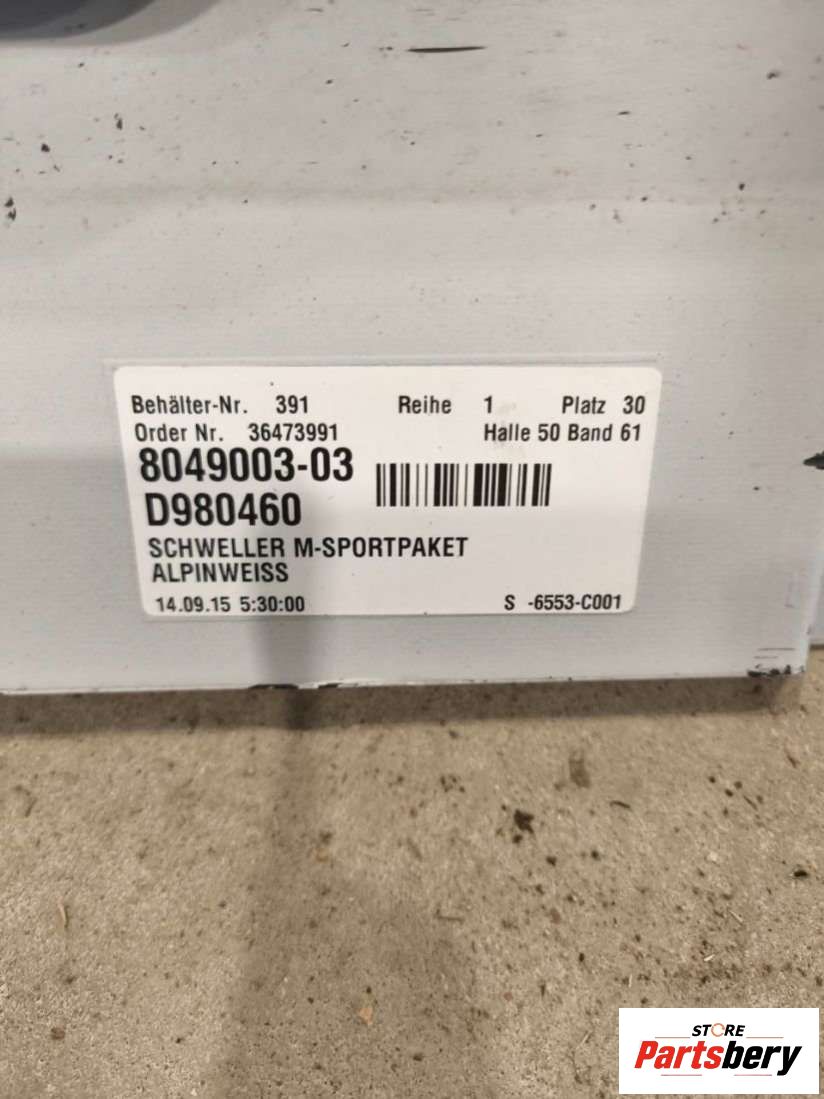 Behälter-Nr. 391 Reihe 1 Platz 30
Order Nr. 36473991 Halle 50 Band 61
8049003-03
D980460
SCHWELLER M-SPORTPAKET
ALPINWEISS
14.09.15 5:30:00 S -6553-C001
STORE
Partsbery